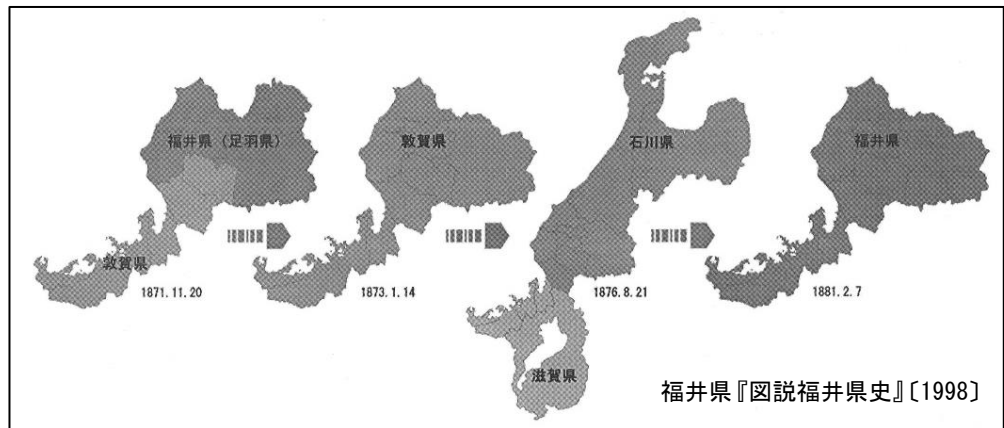 福井県（足羽県）
敦賀県
1871.11.20
敦賀県
1873.1.14
石川県
滋賀県
1876.8.21
福井県
1881.2.7
福井県『図説福井県史』〔1998〕